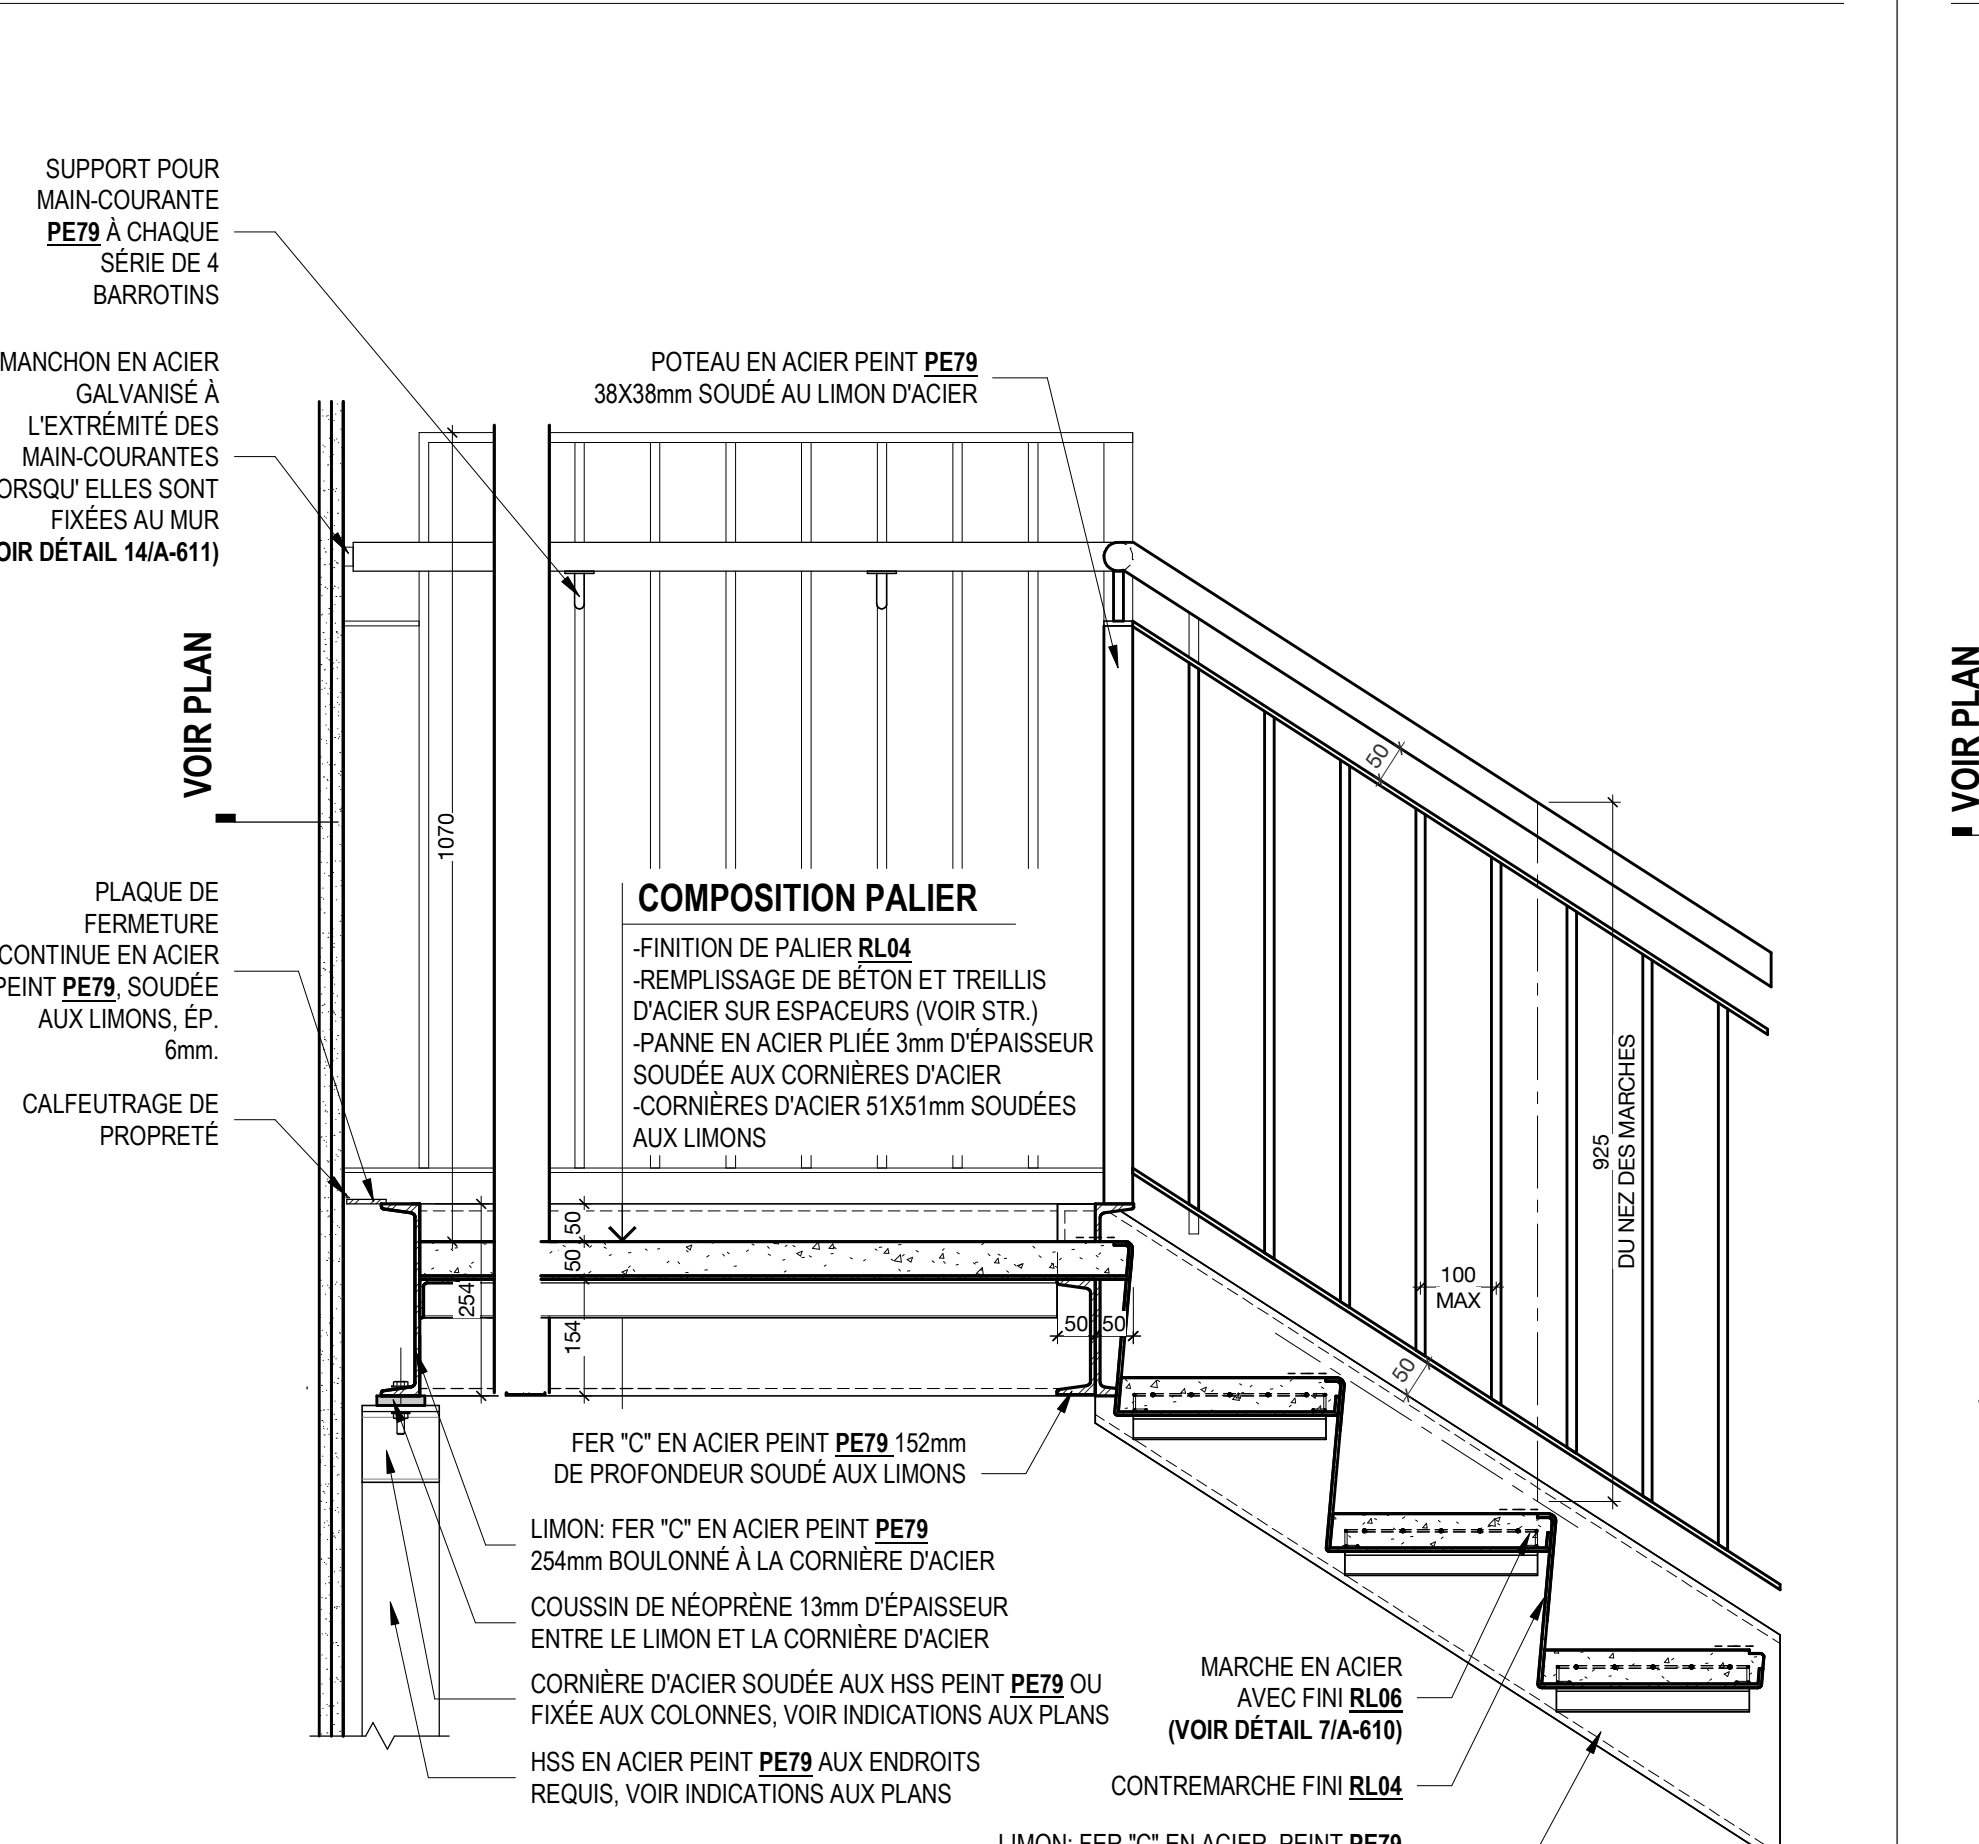 SUPPORT POUR
MAIN-COURANTE
PE79 À CHAQUE
SÉRIE DE 4
BARROTINS
MANCHON EN ACIER
GALVANISÉ À
L'EXTRÉMITÉ DES
MAIN-COURANTES
ORSQU' ELLES SONT
FIXÉES AU MUR
OIR DÉTAIL 14/A-611)
POTEAU EN ACIER PEINT PE79
38X38mm SOUDÉ AU LIMON D'ACIER
VOIR PLAN
VOIR PLAN
1070
50
925
DU NEZ DES MARCHES
PLAQUE DE
FERMETURE
CONTINUE EN ACIER
PEINT PE79, SOUDÉE
AUX LIMONS, ÉP.
6mm.
CALFEUTRAGE DE
PROPRETÉ
COMPOSITION PALIER
-FINITION DE PALIER RL04
-REMPLISSAGE DE BÉTON ET TREILLIS
D'ACIER SUR ESPACEURS (VOIR STR.)
-PANNE EN ACIER PLIÉE 3mm D'ÉPAISSEUR
SOUDÉE AUX CORNIÈRES D'ACIER
-CORNIÈRES D'ACIER 51X51mm SOUDÉES
AUX LIMONS
50
50
254
154
50 50
100
MAX
50
FER "C" EN ACIER PEINT PE79 152mm
DE PROFONDEUR SOUDÉ AUX LIMONS
LIMON: FER "C" EN ACIER PEINT PE79
254mm BOULONNÉ À LA CORNIÈRE D'ACIER
COUSSIN DE NÉOPRÈNE 13mm D'ÉPAISSEUR
ENTRE LE LIMON ET LA CORNIÈRE D'ACIER
CORNIÈRE D'ACIER SOUDÉE AUX HSS PEINT PE79 OU
FIXÉE AUX COLONNES, VOIR INDICATIONS AUX PLANS
HSS EN ACIER PEINT PE79 AUX ENDROITS
REQUIS, VOIR INDICATIONS AUX PLANS
MARCHE EN ACIER
AVEC FINI RL06
(VOIR DÉTAIL 7/A-610)
CONTREMARCHE FINI RL04
LIMON: FER "C" EN ACIER PEINT PE79